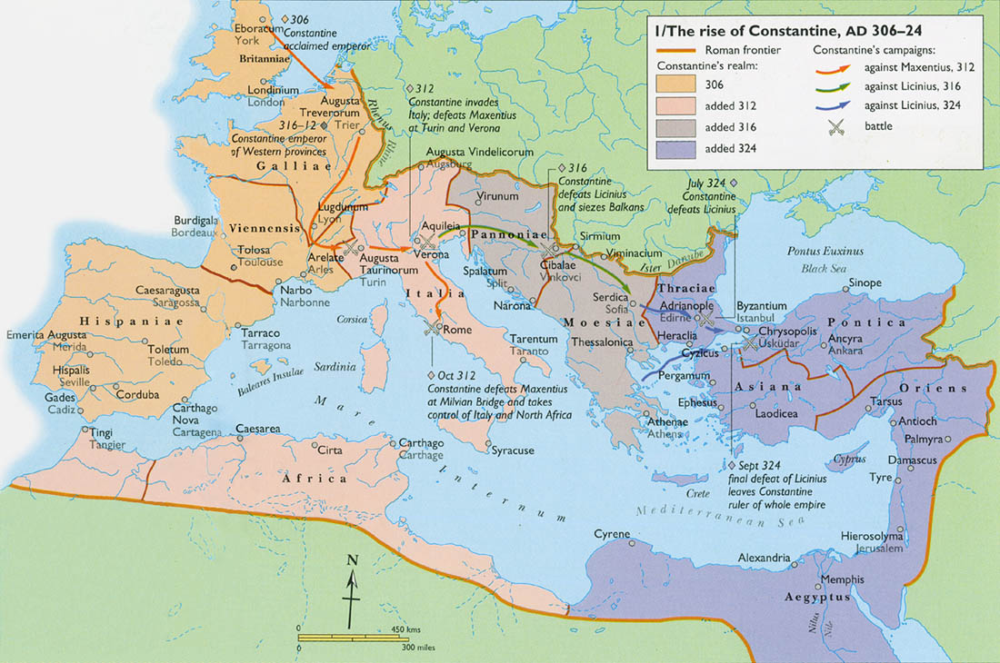 1/The rise of Constantine, AD 306–24
Roman frontier
Constantine's realm:
306
added 312
added 316
added 324
Constantine's campaigns:
against Maxentius, 312
against Licinius, 316
against Licinius, 324
battle
306
Constantine
acclaimed emperor
Eboracum
York
Britanniae
Londinium
London
Augusta
Treverorum
Trier
Rhenus
Rhine
316–12
Constantine emperor
of Western provinces
Galliae
312
Constantine invades
Italy; defeats Maxentius
at Turin and Verona
Augusta Vindelicorum
Augsburg
316
Constantine
defeats Licinius
and siezes Balkans
July 324
Constantine
defeats Licinius
Virunum
Lugdunum
Lyon
Viennensis
Burdigala
Bordeaux
Tolosa
Toulouse
Arelate
Arles
Augusta
Taurinorum
Turin
Verona
Aquileia
Pannoniae
Sirmium
Viminacium
Cibalae
Vinkovci
Ister
Danube
Pontus Euxinus
Black Sea
Spalatum
Split
Narona
Italia
Serdica
Sofia
Moesiae
Thraciae
Adrianople
Edirne
Byzantium
Istanbul
Sinope
Pontica
Chrysopolis
Üsküdar
Ancyra
Ankara
Heraclia
Cyzicus
Thessalonica
Narbo
Narbonne
Caesaragusta
Saragossa
Hispaniae
Emerita Augusta
Merida
Toletum
Toledo
Tarraco
Tarragona
Hispalis
Seville
Corduba
Gades
Cadiz
Carthago
Nova
Cartagena
Baleares Insulae
Corsica
Sardinia
Rome
Tarentum
Taranto
Oct 312
Constantine defeats Maxentius
at Milvian Bridge and takes
control of Italy and North Africa
Pergamum
Asiana
Ephesus
Laodicea
Oriens
Tarsus
Antioch
Palmyra
Athenae
Athens
Tingi
Tangier
Caesarea
Cirta
Carthago
Carthage
Syracuse
Africa
Mare
Internum
Mediterranean Sea
Crete
Cyprus
Sept 324
final defeat of Licinius
leaves Constantine
ruler of whole empire
Damascus
Tyre
Hierosolyma
Jerusalem
Cyrene
Alexandria
Memphis
Aegyptus
Nilus
Nile
N
0 450 kms
0 300 miles